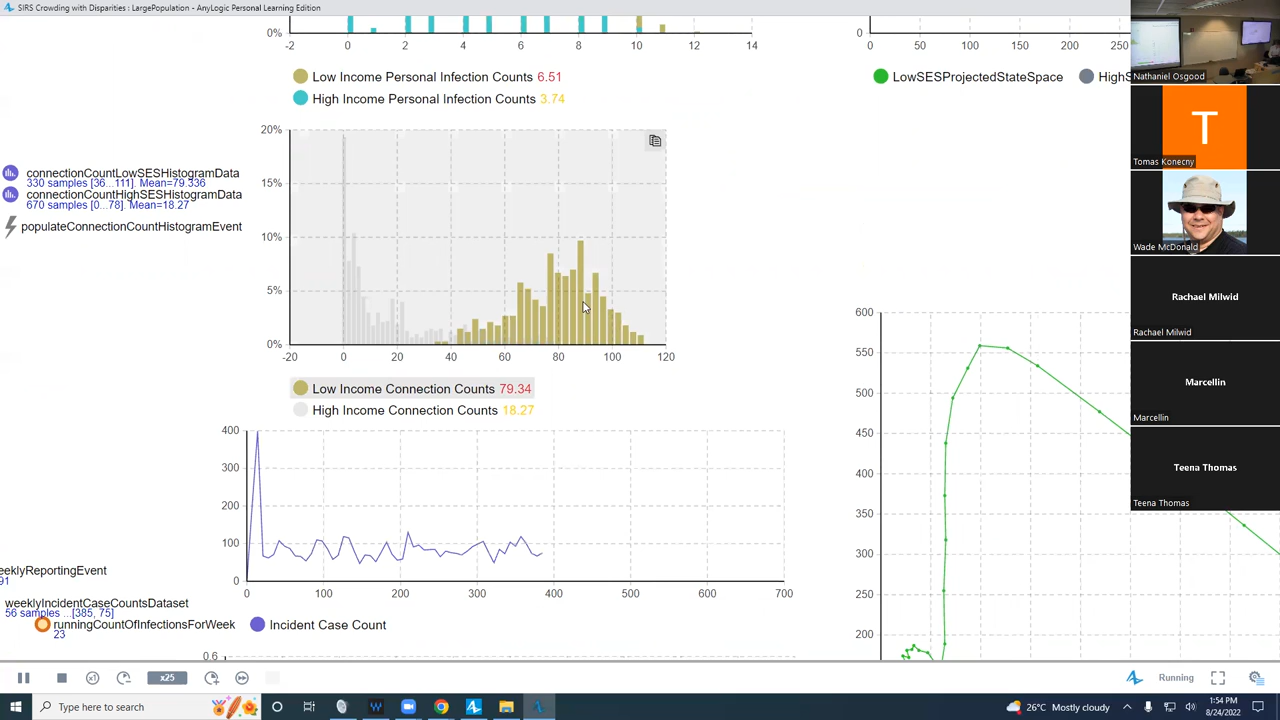 SIRS Crowding with Disparities : LargePopulation - AnyLogic Personal Learning Edition
0%
-2 0 2 4 6 8 10 12 14
0
0 50 100 150 200 250
Low Income Personal Infection Counts 6.51
High Income Personal Infection Counts 3.74
LowSESProjectedStateSpace
HighS
Nathaniel Osgood
T
Tomas Konecny
Wade McDonald
Rachael Milwid
Rachael Milwid
Marcellin
Marcellin
Teena Thomas
Teena Thomas
20%
15%
10%
5%
0%
-20 0 20 40 60 80 100 120
connectionCountLowSESHistogramData
330 samples [36...111]. Mean=79.336
connectionCountHighSESHistogramData
670 samples [0...78]. Mean=18.27
populateConnectionCountHistogramEvent
Low Income Connection Counts 79.34
High Income Connection Counts 18.27
400
300
200
100
0
0 100 200 300 400 500 600 700
600
550
500
450
400
350
300
250
200
eeklyReportingEvent
91
weeklyIncidentCaseCountsDataset
56 samples ...[385, 75]
runningCountOfInfectionsForWeek
23
Incident Case Count
0.6
x1
x25
Running
Type here to search
26°C Mostly cloudy
1:54 PM
8/24/2022